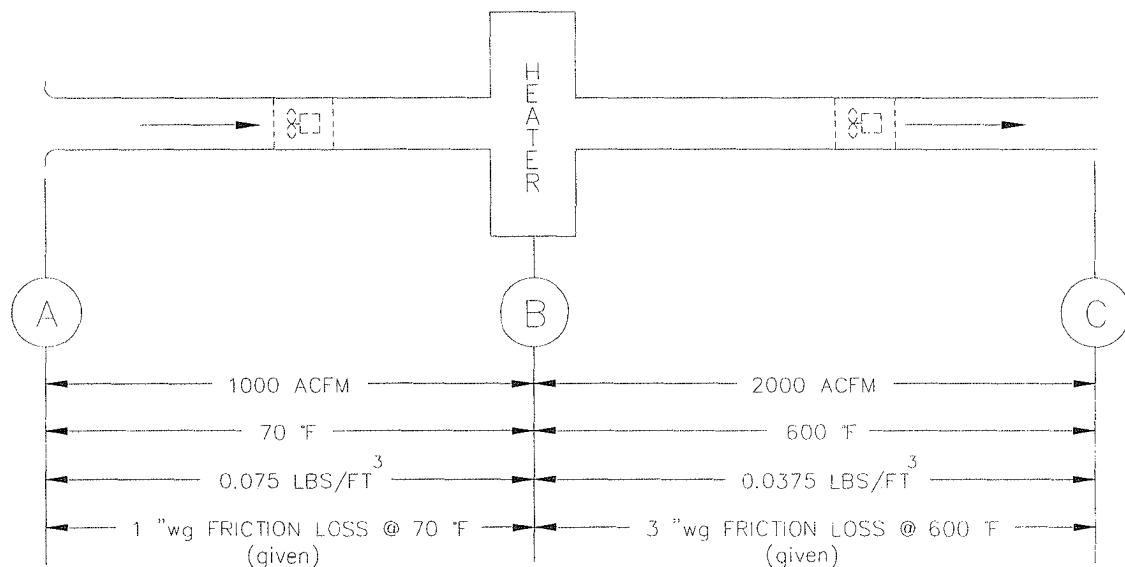 HEATER
A
B
C
1000 ACFM
2000 ACFM
70 °F
600 °F
0.075 LBS/FT³
0.0375 LBS/FT³
1 "wg FRICTION LOSS @ 70 °F
(given)
3 "wg FRICTION LOSS @ 600 °F
(given)